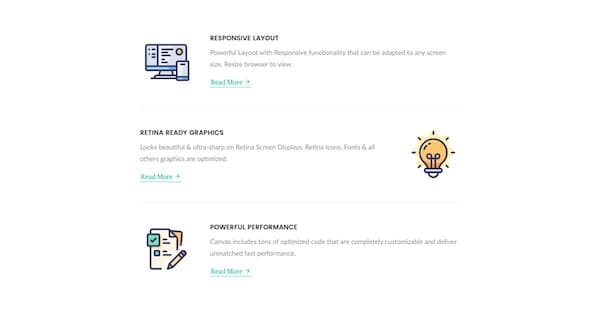 RESPONSIVE LAYOUT
Powerful Layout with Responsive functionality that can be adapted to any screen
size. Resize browser to view.
Read More →
RETINA READY GRAPHICS
Looks beautiful & ultra-sharp on Retina Screen Displays. Retina Icons, Fonts & all
others graphics are optimized.
Read More →
POWERFUL PERFORMANCE
Canvas includes tons of optimized code that are completely customizable and deliver
unmatched fast performance.
Read More →